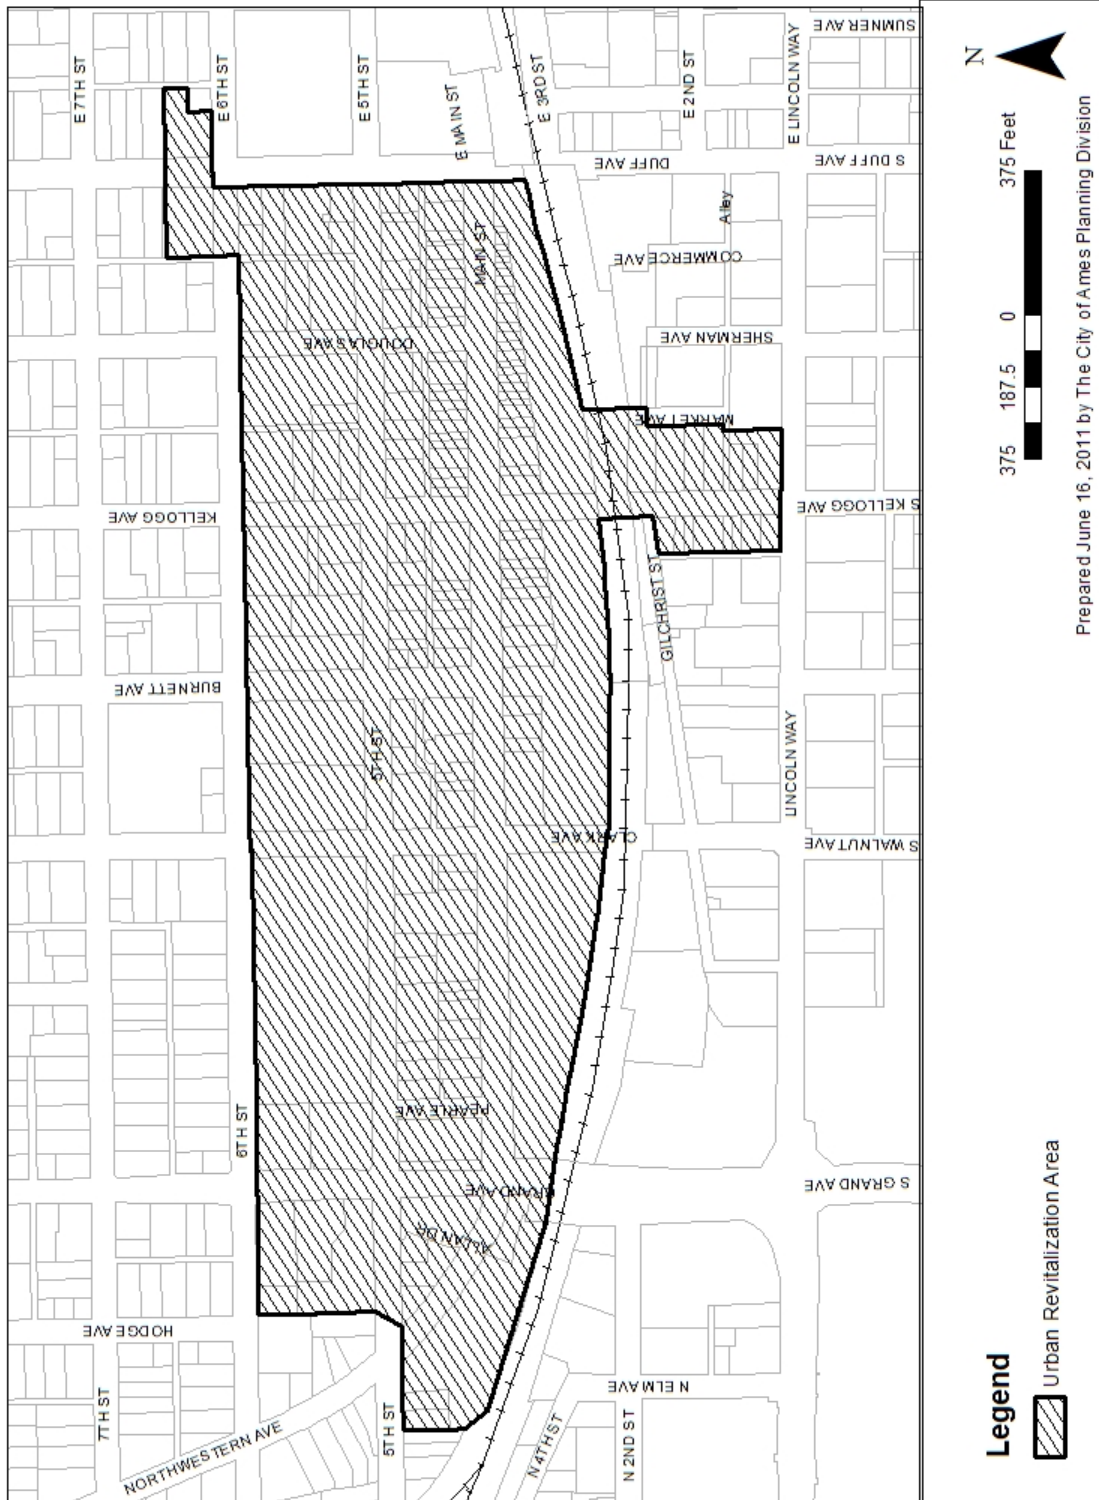 SUMNER AVE
E LINCOLN WAY
E 2ND ST
E 3RD ST
E MAIN ST
E 5TH ST
E 6TH ST
E 7TH ST
S DUFF AVE
DUFF AVE
Alley
COMMERCE AVE
MAIN ST
SHERMAN AVE
DOUGLAS AVE
MARKET AVE
S KELLOGG AVE
KELLOGG AVE
GILCHRIST ST
BURNETT AVE
5TH ST
LINCOLN WAY
CLARK AVE
S WALNUT AVE
PEARLE AVE
6TH ST
GRAND AVE
S GRAND AVE
ALLAN DR
HODGE AVE
N ELM AVE
7TH ST
NORTHWESTERN AVE
5TH ST
N 4TH ST
N 2ND ST
N
375 187.5 0 375 Feet
Prepared June 16, 2011 by The City of Ames Planning Division
Legend
Urban Revitalization Area